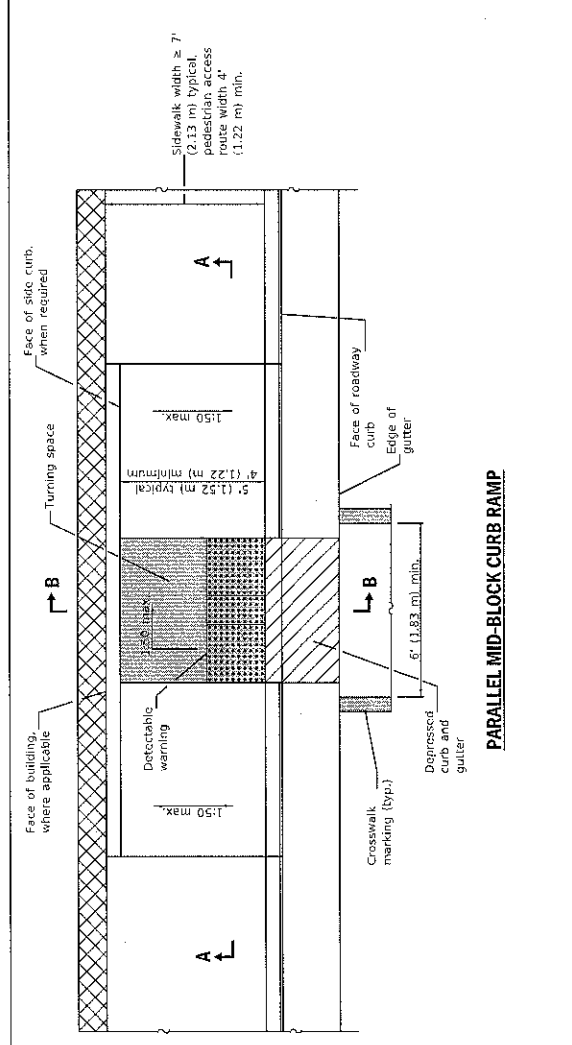 Sidewalk width ≥ 7'
(2.13 m) typical,
pedestrian access
route width 4'
(1.22 m) min.
Face of side curb,
when required
Turning space
Face of building,
where applicable
A
A
B
B
1:50 max.
5' (1.52 m) typical
4' (1.22 m) minimum
max
Detectable
warning
1:50 max.
Face of roadway
curb
Edge of
gutter
6' (1.83 m) min.
Depressed
curb and
gutter
Crosswalk
marking (typ.)
PARALLEL MID-BLOCK CURB RAMP